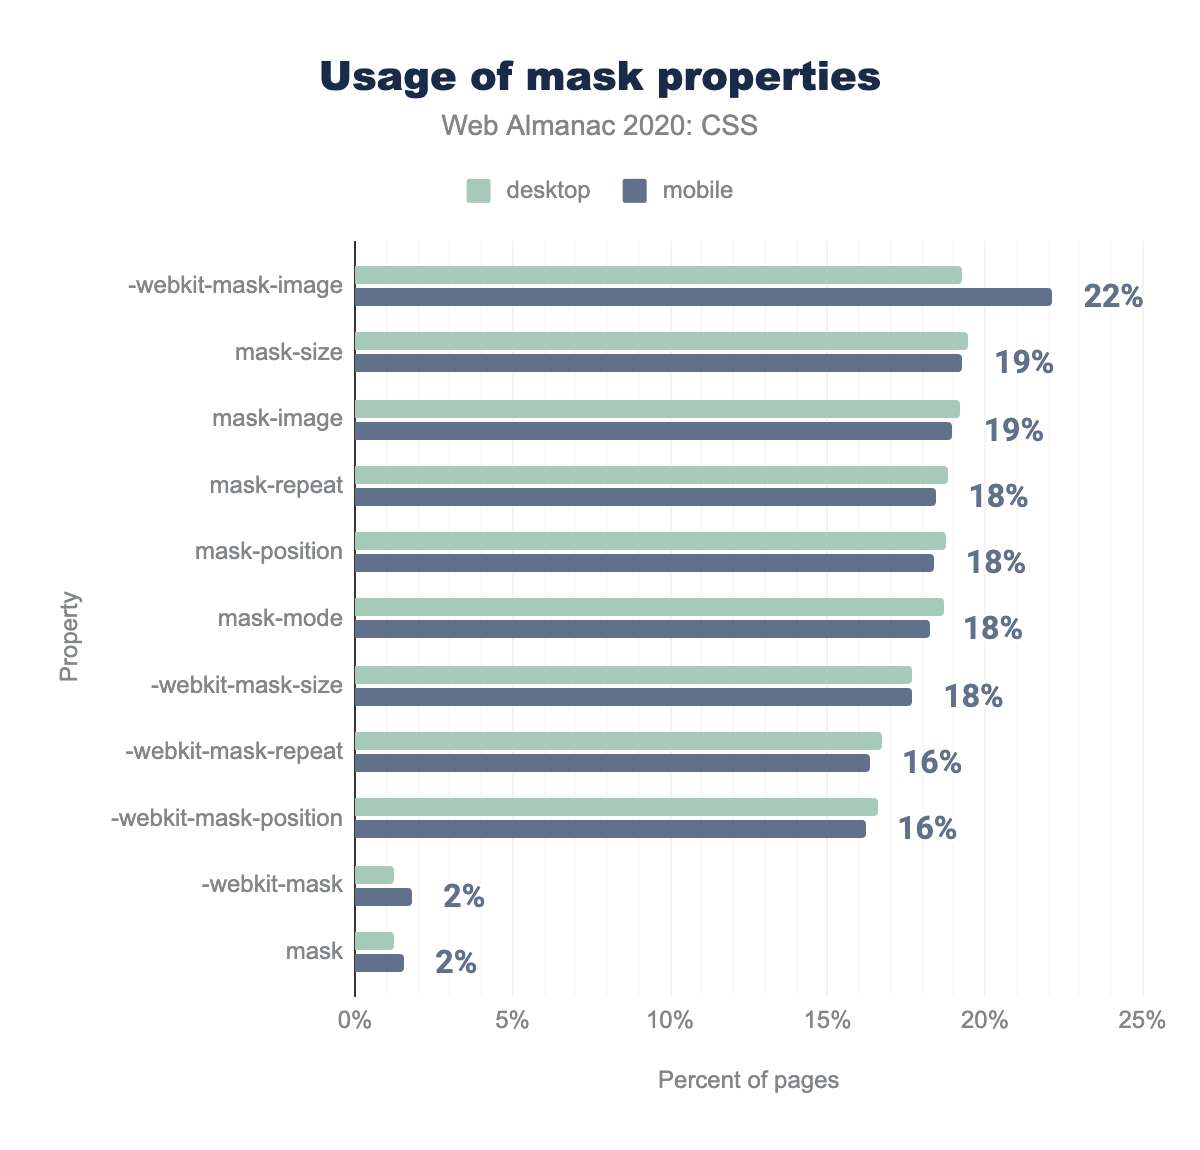 Usage of mask properties
Web Almanac 2020: CSS
desktop mobile
-webkit-mask-image 22%
mask-size 19%
mask-image 19%
mask-repeat 18%
mask-position 18%
mask-mode 18%
-webkit-mask-size 18%
-webkit-mask-repeat 16%
-webkit-mask-position 16%
-webkit-mask 2%
mask 2%
Property
0% 5% 10% 15% 20% 25%
Percent of pages